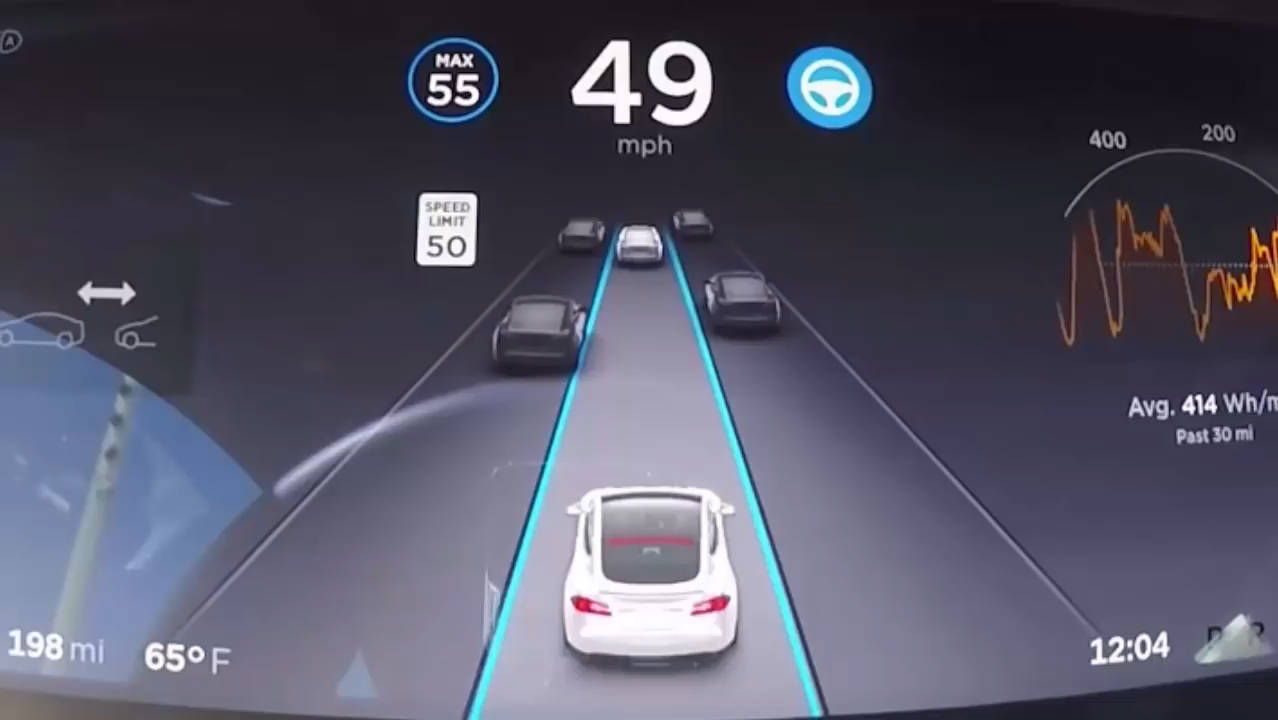 MAX
55
49
mph
SPEED
LIMIT
50
400
200
Avg. 414 Wh/m
Past 30 mi
198 mi
65° F
12:04